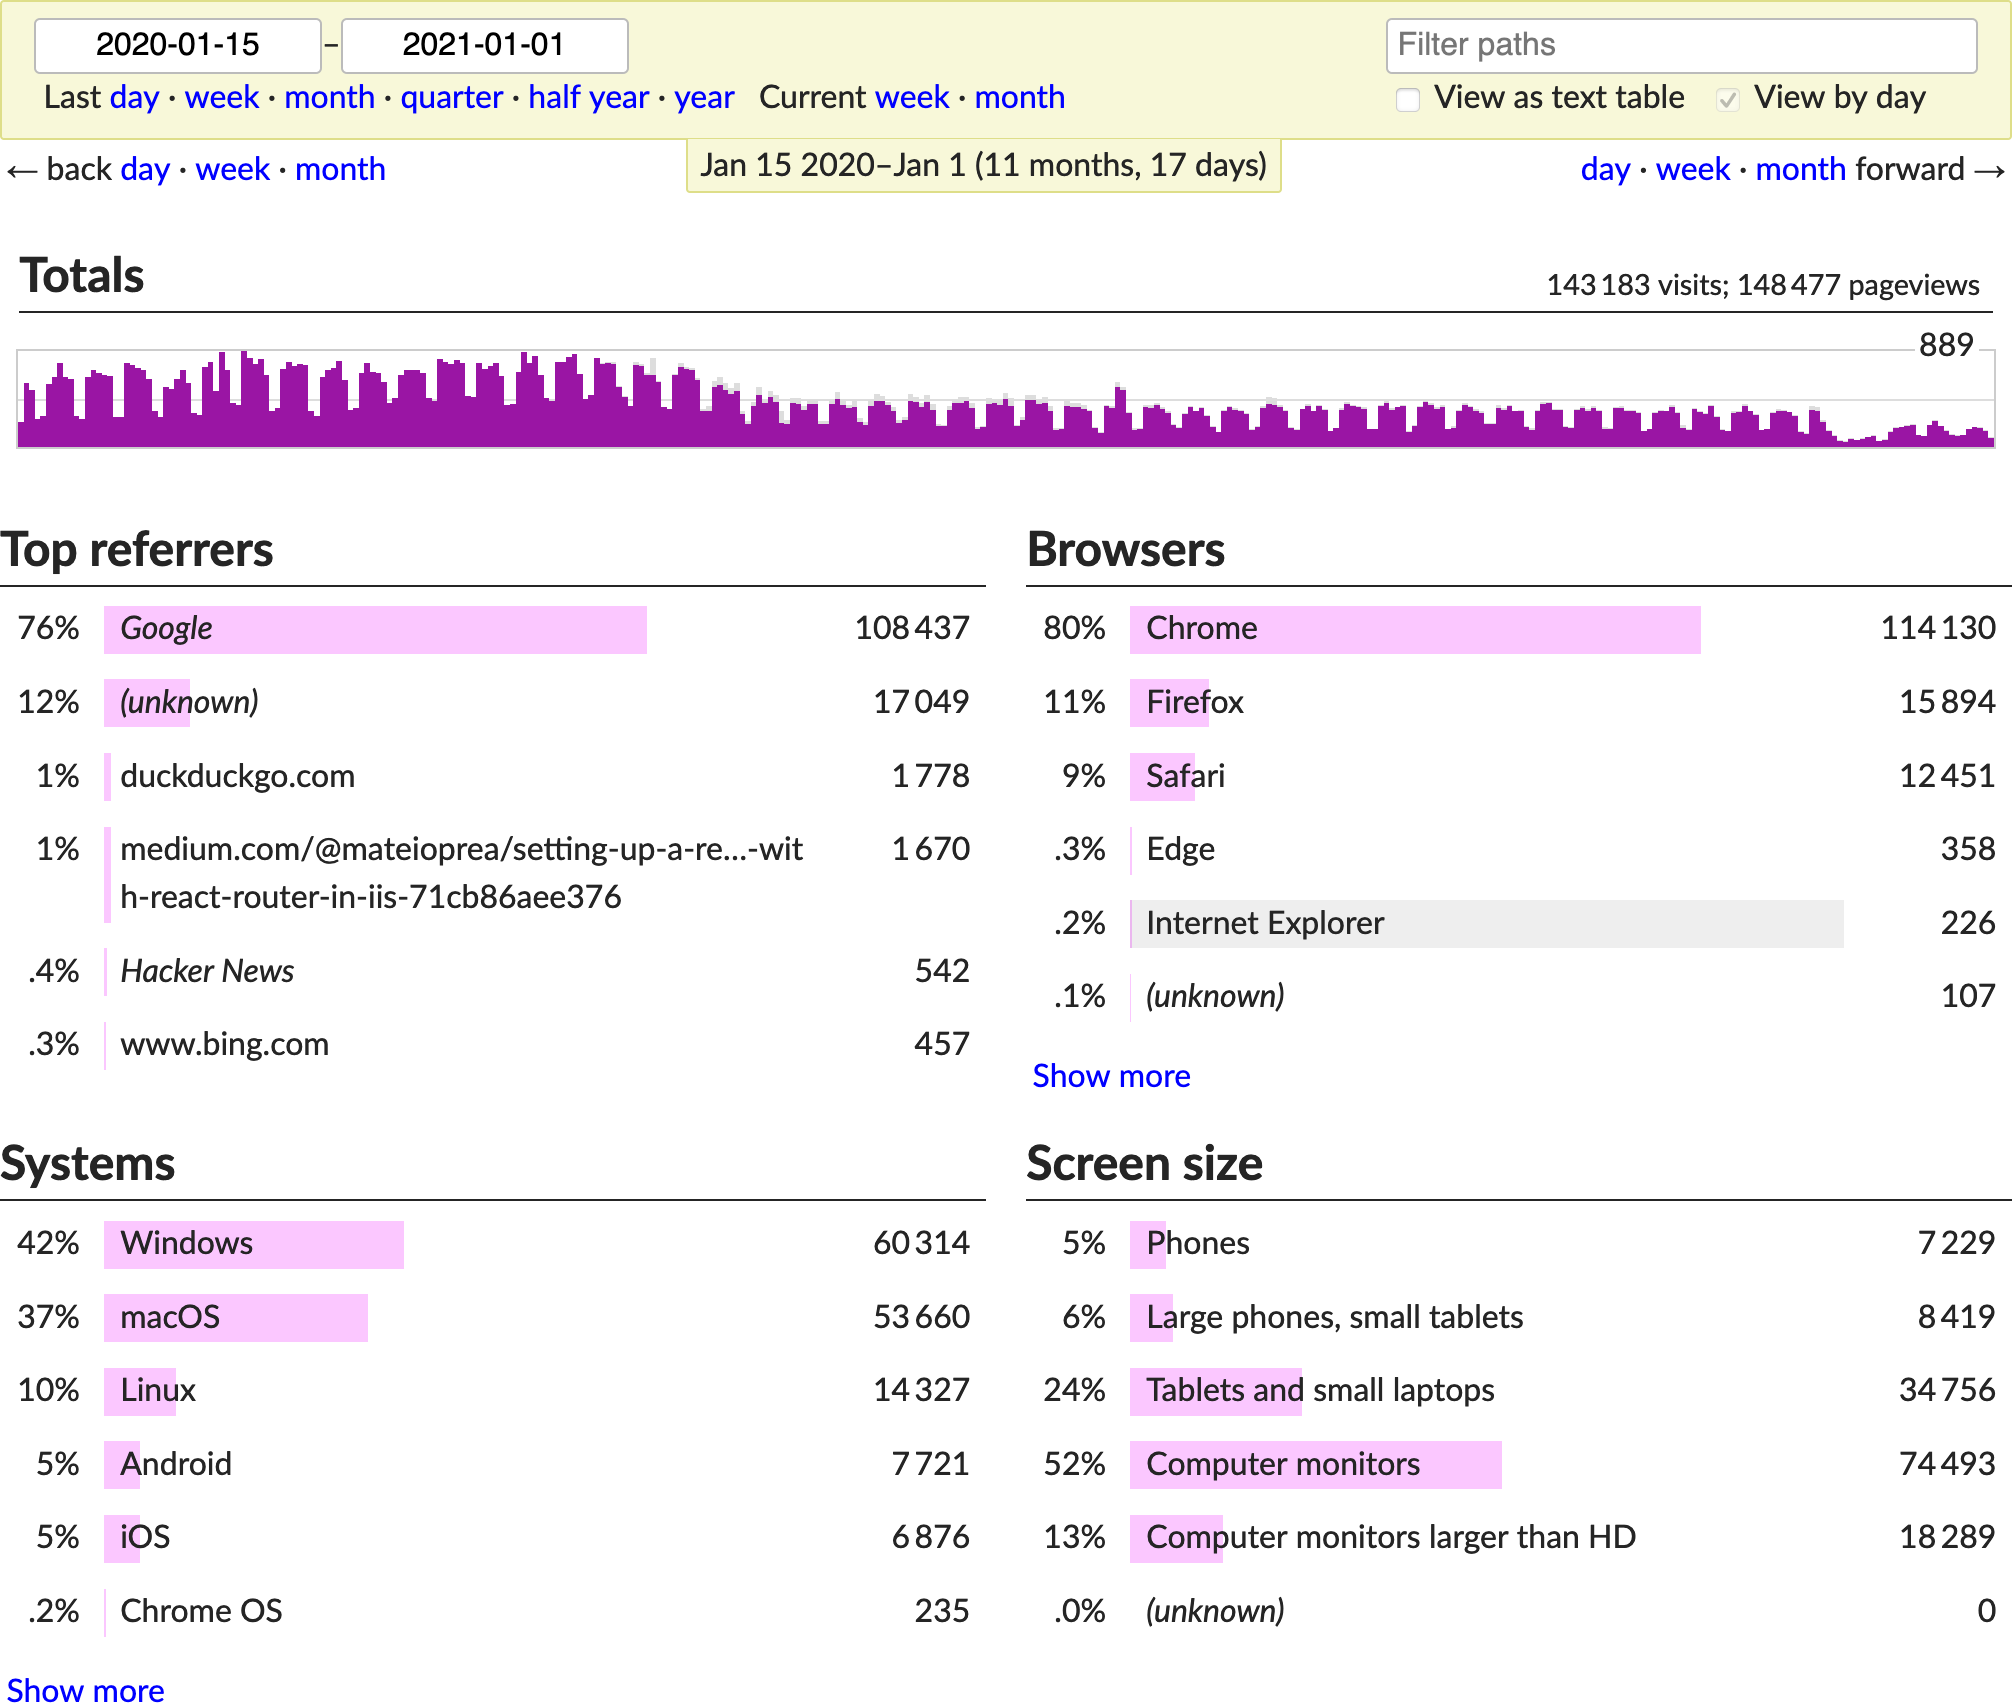 2020-01-15 – 2021-01-01 Filter paths
Last day · week · month · quarter · half year · year Current week · month View as text table View by day
← back day · week · month Jan 15 2020–Jan 1 (11 months, 17 days) day · week · month forward →
Totals 143 183 visits; 148 477 pageviews
889
Top referrers
76% Google 108 437
12% (unknown) 17 049
1% duckduckgo.com 1 778
1% medium.com/@mateioprea/setting-up-a-re...-wit 1 670
h-react-router-in-iis-71cb86aee376
.4% Hacker News 542
.3% www.bing.com 457
Browsers
80% Chrome 114 130
11% Firefox 15 894
9% Safari 12 451
.3% Edge 358
.2% Internet Explorer 226
.1% (unknown) 107
Show more
Systems
42% Windows 60 314
37% macOS 53 660
10% Linux 14 327
5% Android 7 721
5% iOS 6 876
.2% Chrome OS 235
Show more
Screen size
5% Phones 7 229
6% Large phones, small tablets 8 419
24% Tablets and small laptops 34 756
52% Computer monitors 74 493
13% Computer monitors larger than HD 18 289
.0% (unknown) 0